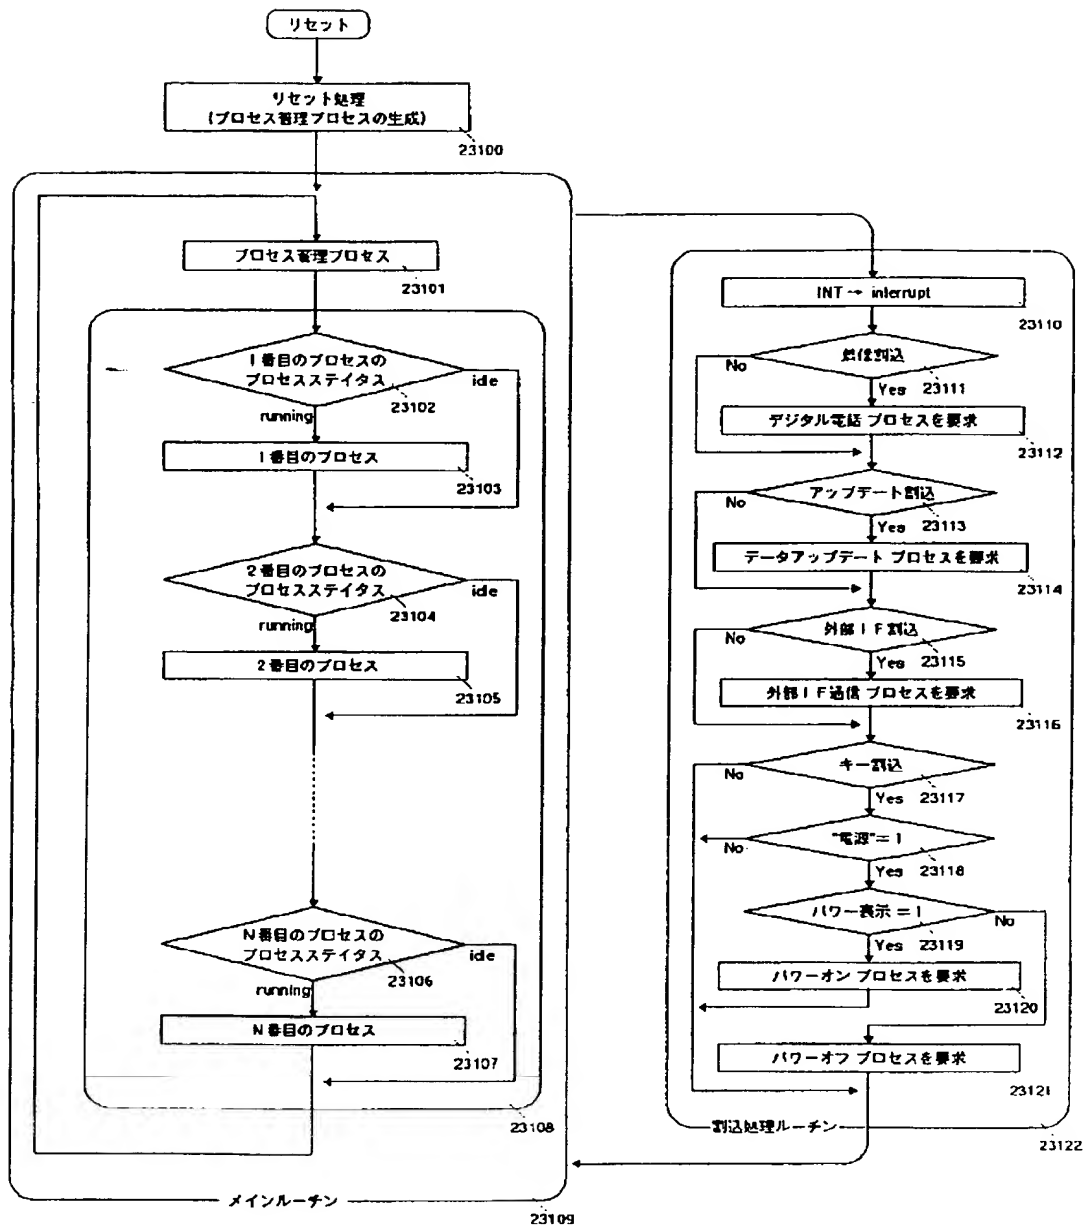 リセット
リセット処理
(プロセス管理プロセスの生成)
23100
プロセス管理プロセス
23101
1番目のプロセスの
プロセスステイタス
idle
23102
running
1番目のプロセス
23103
2番目のプロセスの
プロセスステイタス
idle
23104
running
2番目のプロセス
23105
N番目のプロセスの
プロセスステイタス
idle
23106
running
N番目のプロセス
23107
23108
メインルーチン
23109
INT → interrupt
23110
割込
No
23111
Yes
デジタル電話 プロセスを要求
23112
アップデート割込
No
23113
Yes
データアップデート プロセスを要求
23114
外部IF割込
No
23115
Yes
外部IF通信 プロセスを要求
23116
キー割込
No
23117
Yes
"電源"=1
No
23118
Yes
パワー表示=1
No
23119
Yes
パワーオン プロセスを要求
23120
パワーオフ プロセスを要求
23121
割込処理ルーチン
23122